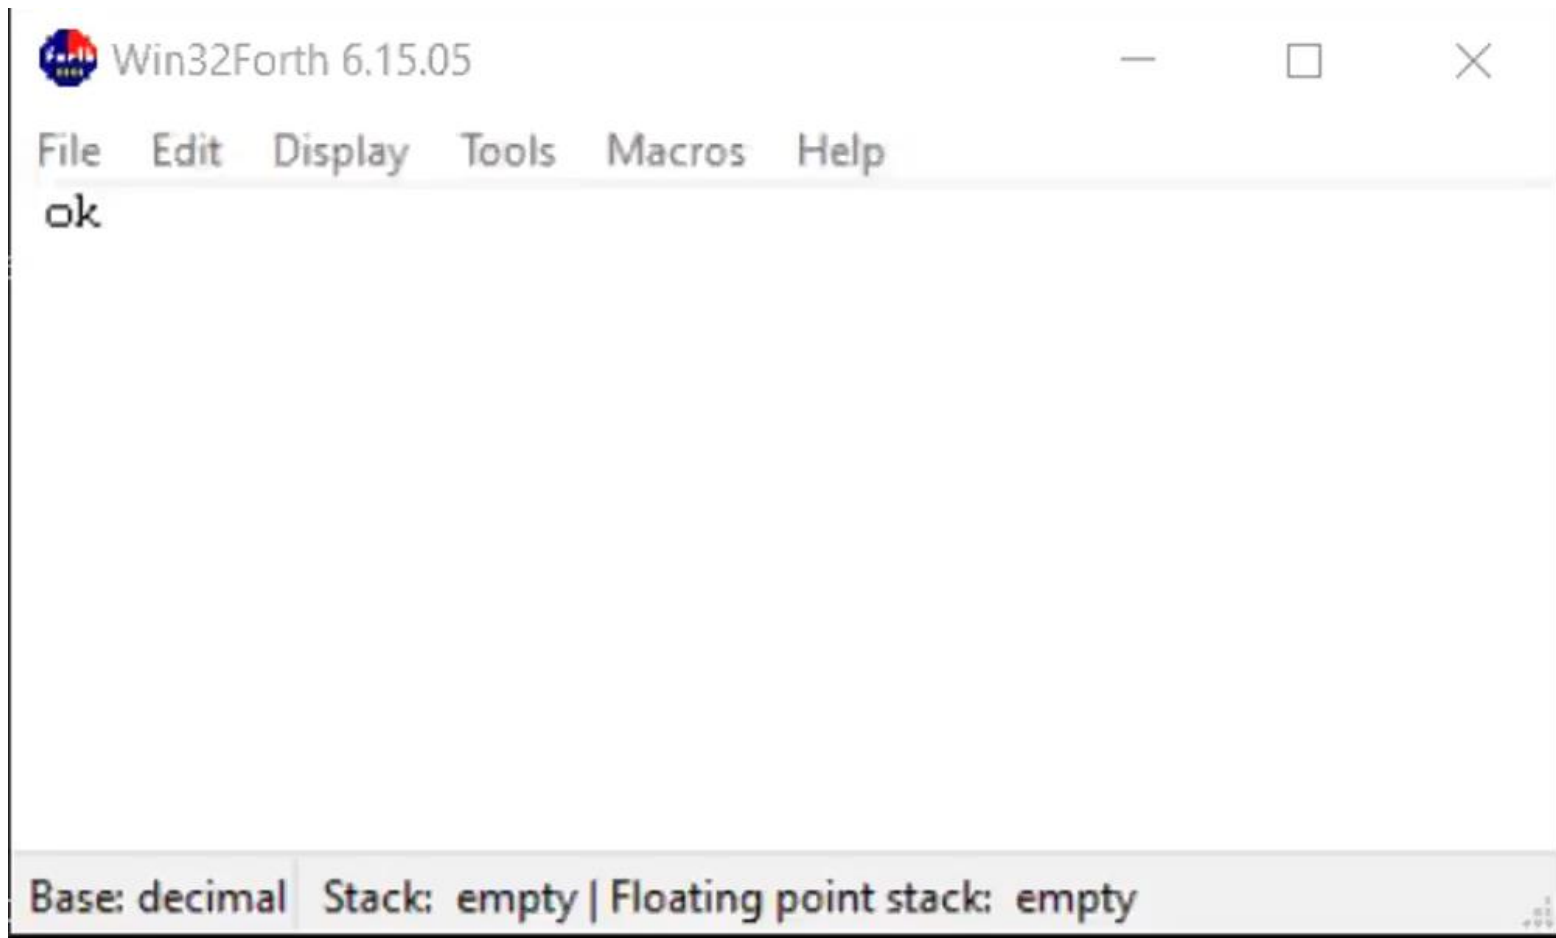 Win32Forth 6.15.05
File Edit Display Tools Macros Help
ok
Base: decimal Stack: empty | Floating point stack: empty